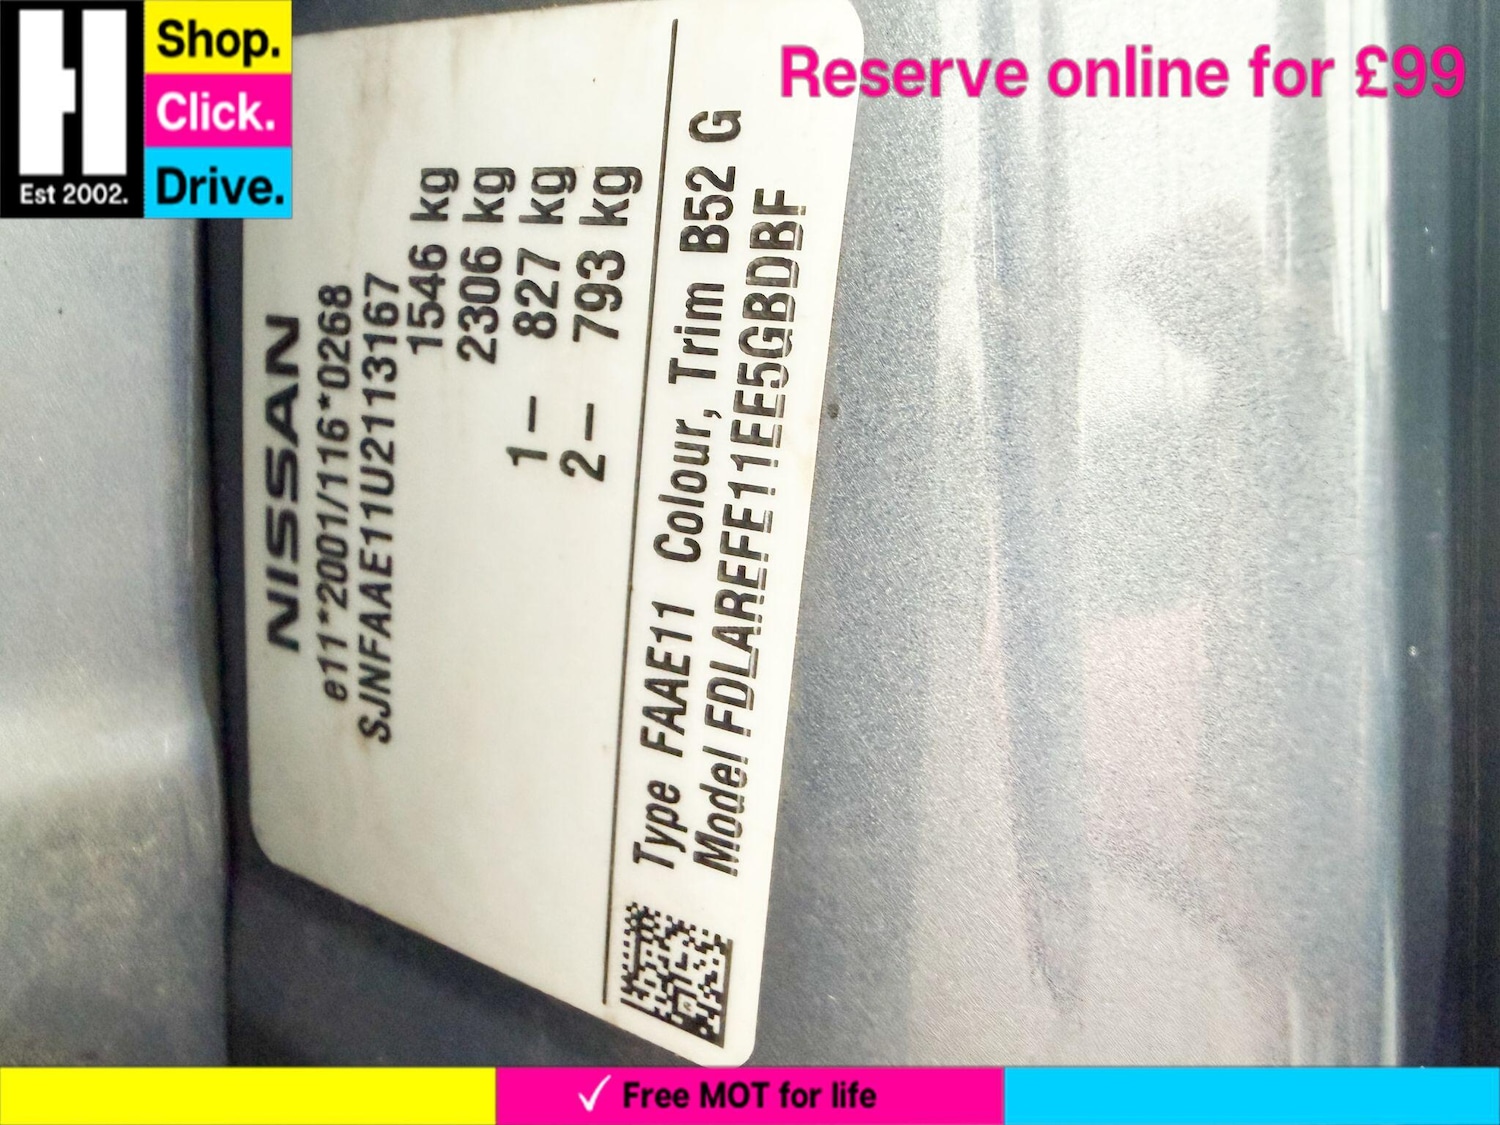 Shop.
Click.
Drive.
Est 2002.
Reserve online for £99
NISSAN
e11*2001/116*0268
SJNFAAE11U2113167
1546 kg
2306 kg
1– 827 kg
2– 793 kg
Type FAAE11 Colour, Trim B52 G
Model FDLAREFE11EE5GBDBF
✓ Free MOT for life